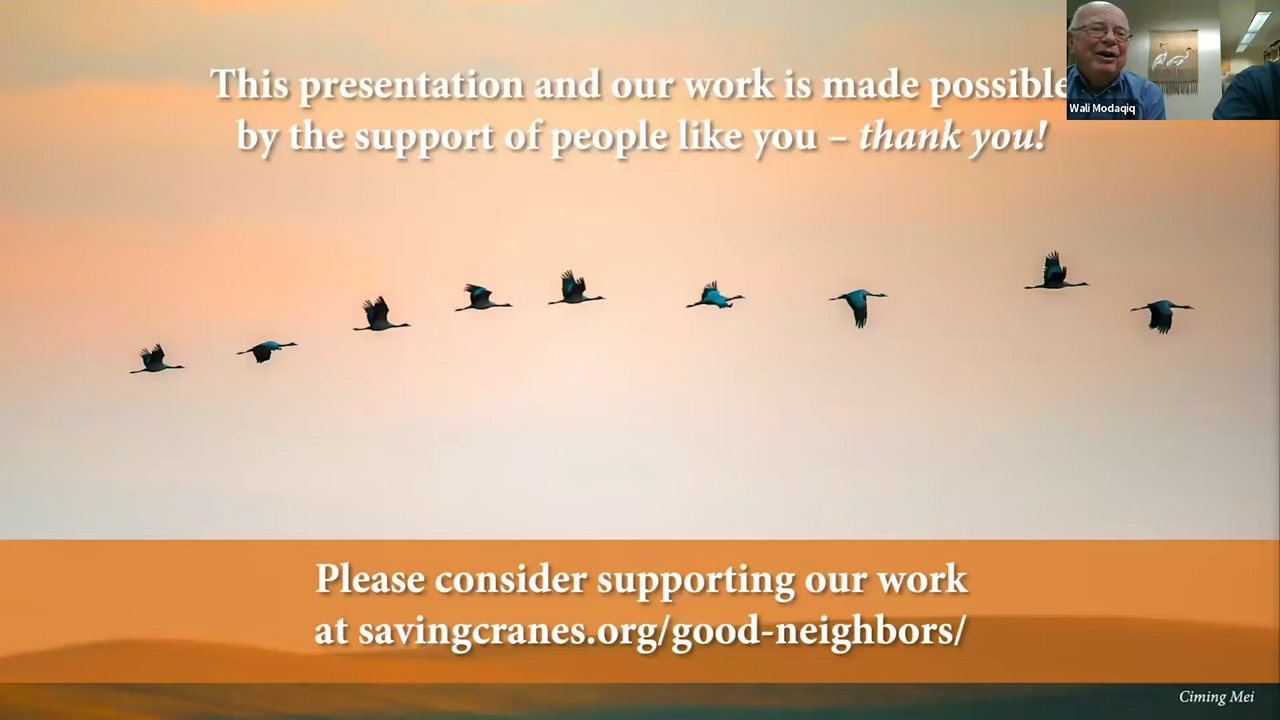 This presentation and our work is made possible
by the support of people like you – thank you!
Wali Modaqiq
Please consider supporting our work
at savingcranes.org/good-neighbors/
Ciming Mei